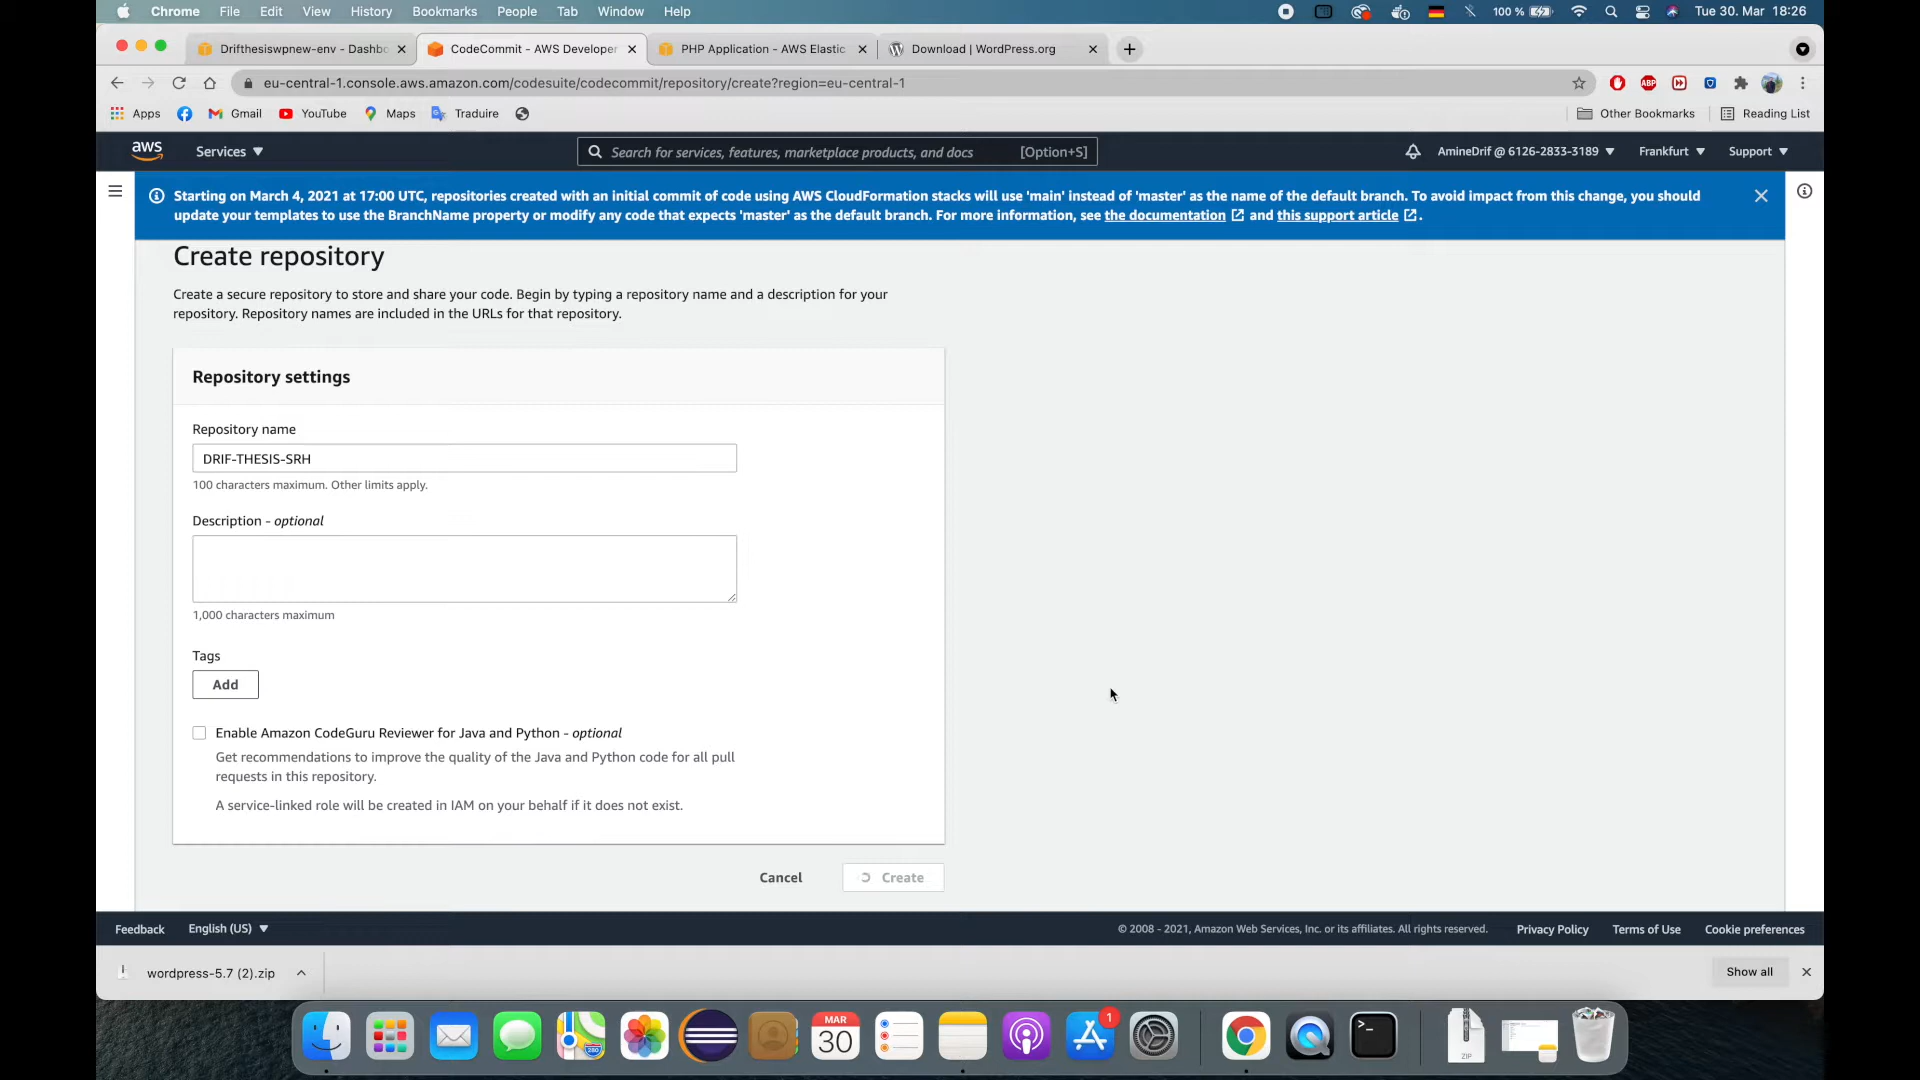 Chrome File Edit View History Bookmarks People Tab Window Help 100 % Tue 30. Mar 18:26
Drifthesiswpnew-env - Dashbo CodeCommit - AWS Developer PHP Application - AWS Elastic Download | WordPress.org
eu-central-1.console.aws.amazon.com/codesuite/codecommit/repository/create?region=eu-central-1 ABP
Apps Gmail YouTube Maps Traduire Other Bookmarks Reading List
aws Services Search for services, features, marketplace products, and docs [Option+S] AmineDrif @ 6126-2833-3189 Frankfurt Support
Starting on March 4, 2021 at 17:00 UTC, repositories created with an initial commit of code using AWS CloudFormation stacks will use 'main' instead of 'master' as the name of the default branch. To avoid impact from this change, you should
update your templates to use the BranchName property or modify any code that expects 'master' as the default branch. For more information, see the documentation and this support article .
Create repository
Create a secure repository to store and share your code. Begin by typing a repository name and a description for your
repository. Repository names are included in the URLs for that repository.
Repository settings
Repository name
DRIF-THESIS-SRH
100 characters maximum. Other limits apply.
Description - optional
1,000 characters maximum
Tags
Add
Enable Amazon CodeGuru Reviewer for Java and Python - optional
Get recommendations to improve the quality of the Java and Python code for all pull
requests in this repository.
A service-linked role will be created in IAM on your behalf if it does not exist.
Cancel Create
Feedback English (US) © 2008 - 2021, Amazon Web Services, Inc. or its affiliates. All rights reserved. Privacy Policy Terms of Use Cookie preferences
wordpress-5.7 (2).zip Show all
MAR
30
1
ZIP